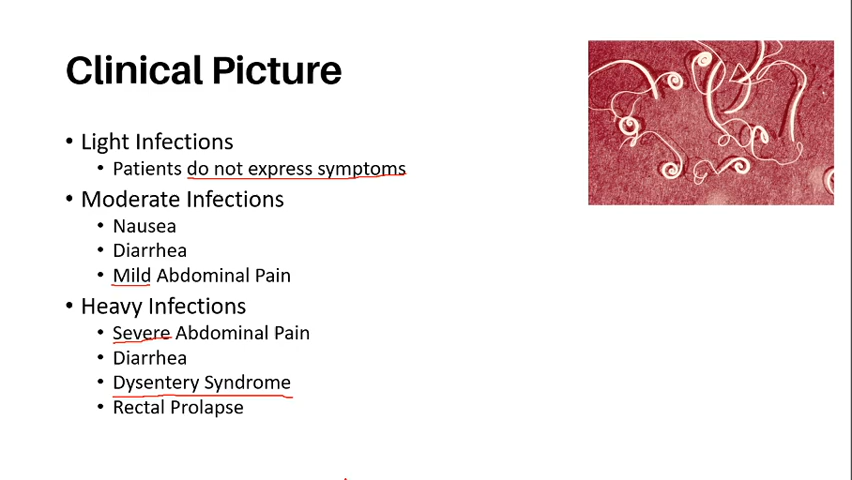 Clinical Picture
• Light Infections
• Patients do not express symptoms
• Moderate Infections
• Nausea
• Diarrhea
• Mild Abdominal Pain
• Heavy Infections
• Severe Abdominal Pain
• Diarrhea
• Dysentery Syndrome
• Rectal Prolapse